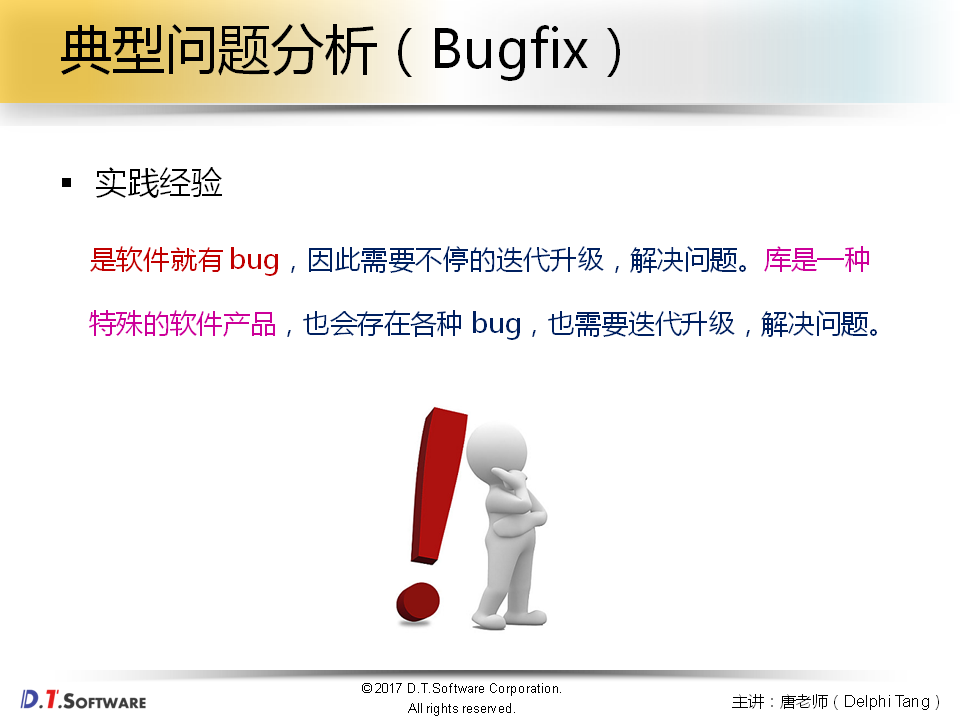 典型问题分析（Bugfix）
▪ 实践经验
是软件就有 bug，因此需要不停的迭代升级，解决问题。库是一种
特殊的软件产品，也会存在各种 bug，也需要迭代升级，解决问题。
D.T.SOFTWARE
©2017 D.T.Software Corporation.
All rights reserved.
主讲：唐老师（Delphi Tang）